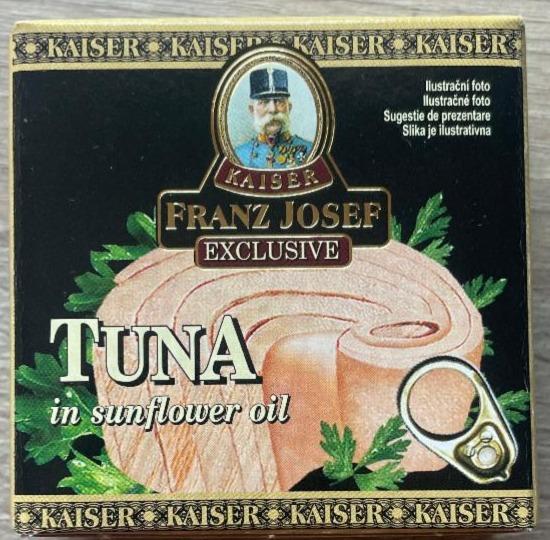 KAISER KAISER KAISER KAISER
Ilustrační foto
Ilustračné foto
Sugestie de prezentare
Slika je ilustrativna
KAISER
FRANZ JOSEF
EXCLUSIVE
TUNA
in sunflower oil
KAISER KAISER KAISER KAISER